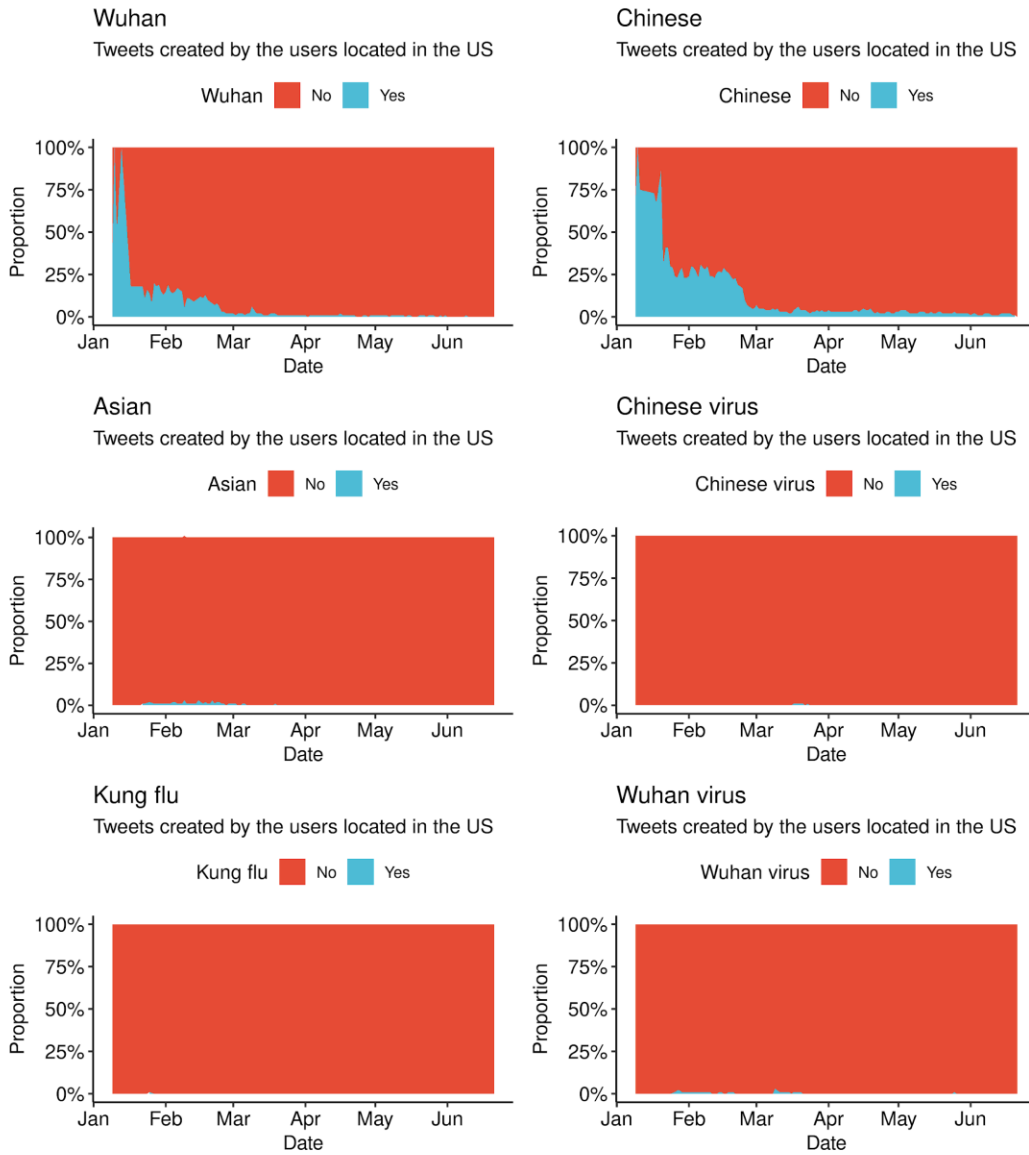 Wuhan
Tweets created by the users located in the US
Wuhan No Yes
100%
75%
50%
25%
0%
Proportion
Jan Feb Mar Apr May Jun
Date
Chinese
Tweets created by the users located in the US
Chinese No Yes
100%
75%
50%
25%
0%
Proportion
Jan Feb Mar Apr May Jun
Date
Asian
Tweets created by the users located in the US
Asian No Yes
100%
75%
50%
25%
0%
Proportion
Jan Feb Mar Apr May Jun
Date
Chinese virus
Tweets created by the users located in the US
Chinese virus No Yes
100%
75%
50%
25%
0%
Proportion
Jan Feb Mar Apr May Jun
Date
Kung flu
Tweets created by the users located in the US
Kung flu No Yes
100%
75%
50%
25%
0%
Proportion
Jan Feb Mar Apr May Jun
Date
Wuhan virus
Tweets created by the users located in the US
Wuhan virus No Yes
100%
75%
50%
25%
0%
Proportion
Jan Feb Mar Apr May Jun
Date